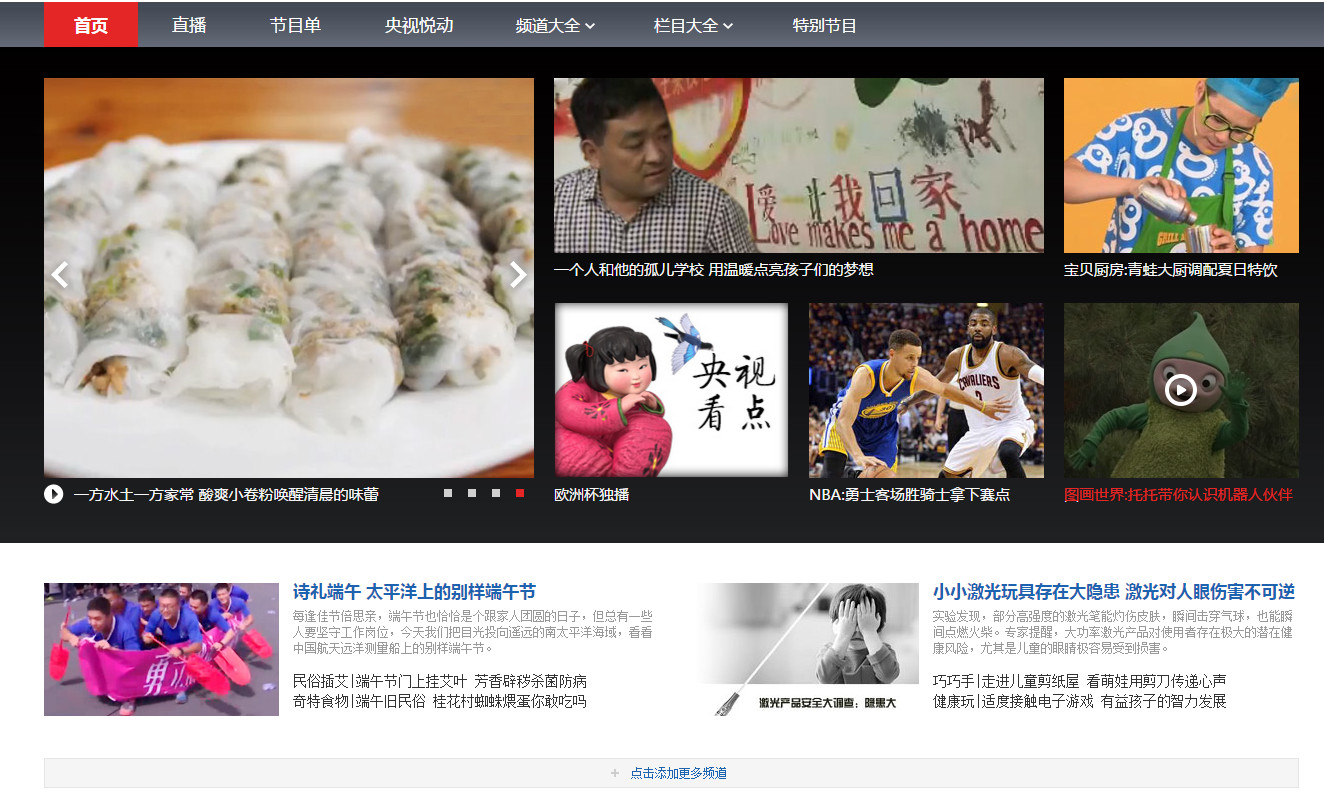 首页 直播 节目单 央视悦动 频道大全 栏目大全 特别节目
爱让我回家
Love makes me a home
一个人和他的孤儿学校 用温暖点亮孩子们的梦想
宝贝厨房:青蛙大厨调配夏日特饮
央视
看点
CAVALIERS
一方水土一方家常 酸爽小卷粉唤醒清晨的味蕾
欧洲杯独播
NBA:勇士客场胜骑士拿下赛点
图画世界:托托带你认识机器人伙伴
诗礼端午 太平洋上的别样端午节
每逢佳节倍思亲，端午节也恰恰是个跟家人团圆的日子，但总有一些
人要坚守工作岗位，今天我们把目光投向遥远的南太平洋海域，看看
中国航天远洋测量船上的别样端午节。
民俗插艾|端午节门上挂艾叶 芳香辟秽杀菌防病
奇特食物|端午旧民俗 桂花村蜘蛛煨蛋你敢吃吗
激光产品安全大调查：隐患大
小小激光玩具存在大隐患 激光对人眼伤害不可逆
实验发现，部分高强度的激光笔能灼伤皮肤，瞬间击穿气球，也能瞬
间点燃火柴。专家提醒，大功率激光产品对使用者存在极大的潜在健
康风险，尤其是儿童的眼睛极容易受到损害。
巧巧手|走进儿童剪纸屋 看萌娃用剪刀传递心声
健康玩|适度接触电子游戏 有益孩子的智力发展
+ 点击添加更多频道